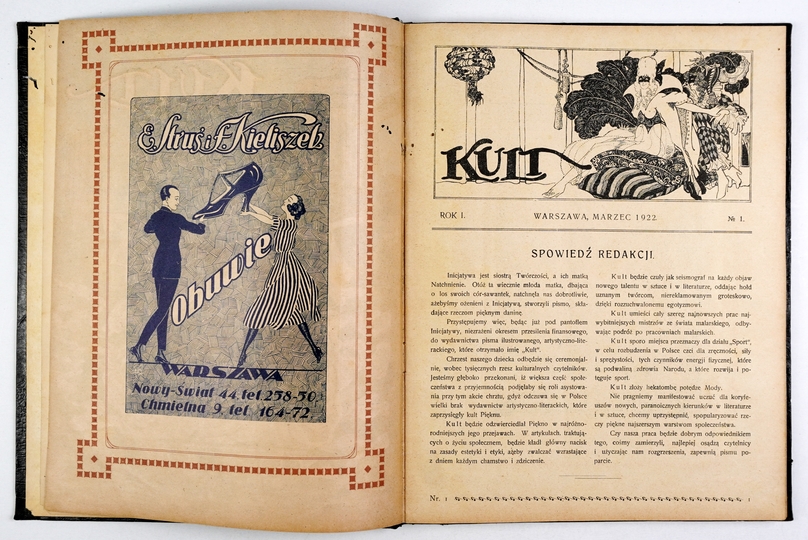 E. Struś i F. Kieliszek
Obuwie
WARSZAWA
Nowy-Świat 44, tel. 258-50
Chmielna 9, tel. 164-72
KULT
ROK I.
WARSZAWA, MARZEC 1922.
№ 1.
SPOWIEDŹ REDAKCJI.
Inicjatywa jest siostrą Twórczości, a ich matką
Natchnienie. Otóż ta wiecznie młoda matka, dbająca
o los swoich cór-sawantek, natchnęła nas dobrotliwie,
ażebyśmy ożenieni z Inicjatywą, stworzyli pismo, skła-
dające rzeczom pięknym daninę.
Przystępujemy więc, będąc już pod pantoflem
Inicjatywy, niezrażeni okresem przesilenia finansowego,
do wydawnictwa pisma ilustrowanego, artystyczno-lite-
rackiego, które otrzymało imię „Kult“.
Chrzest naszego dziecka odbędzie się ceremonjal-
nie, wobec tysięcznych rzesz kulturalnych czytelników.
Jesteśmy głęboko przekonani, iż większa część społe-
czeństwa z przyjemnością podjęłaby się roli asystowa-
nia przy tym akcie chrztu, gdyż odczuwa się w Polsce
wielki brak wydawnictw artystyczno-literackich, które
zaprzysięgły kult Pięknu.
Kult będzie odzwierciedlał Piękno w najróżno-
rodniejszych jego przejawach. W artykułach, traktują-
cych o życiu społecznem, będzie kładł główny nacisk
na zasady estetyki i etyki, ażeby zwalczać wzrastające
z dniem każdym chamstwo i zdziczenie.
Kult będzie czuły jak seismograf na każdy objaw
nowego talentu w sztuce i w literaturze, oddając hołd
uznanym twórcom, niereklamowanym groteskowo,
dzięki rozuchwalonemu egotyzmowi.
Kult umieści cały szereg najnowszych prac naj-
wybitniejszych mistrzów ze świata malarskiego, odby-
wając podróż po pracowniach malarskich.
Kult sporo miejsca przeznaczy dla działu „Sport“,
w celu rozbudzenia w Polsce czci dla zręczności, siły
i sprężystości, tych czynników energji fizycznej, które
są podwaliną zdrowia Narodu, a które rozwija i po-
tęguje sport.
Kult złoży hekatombę potędze Mody.
Nie pragniemy manifestować uczuć dla koryfe-
uszów nowych, paranoicznych kierunków w literaturze
i w sztuce, chcemy uprzystępnić, spopularyzować rze-
czy piękne najszerszym warstwom społeczeństwa.
Czy nasza praca będzie dobrym odpowiednikiem
tego, cośmy zamierzyli, najlepiej osądzą czytelnicy
i użyczając nam rozgrzeszenia, zapewnią pismu po-
parcie.
Nr. 1
1